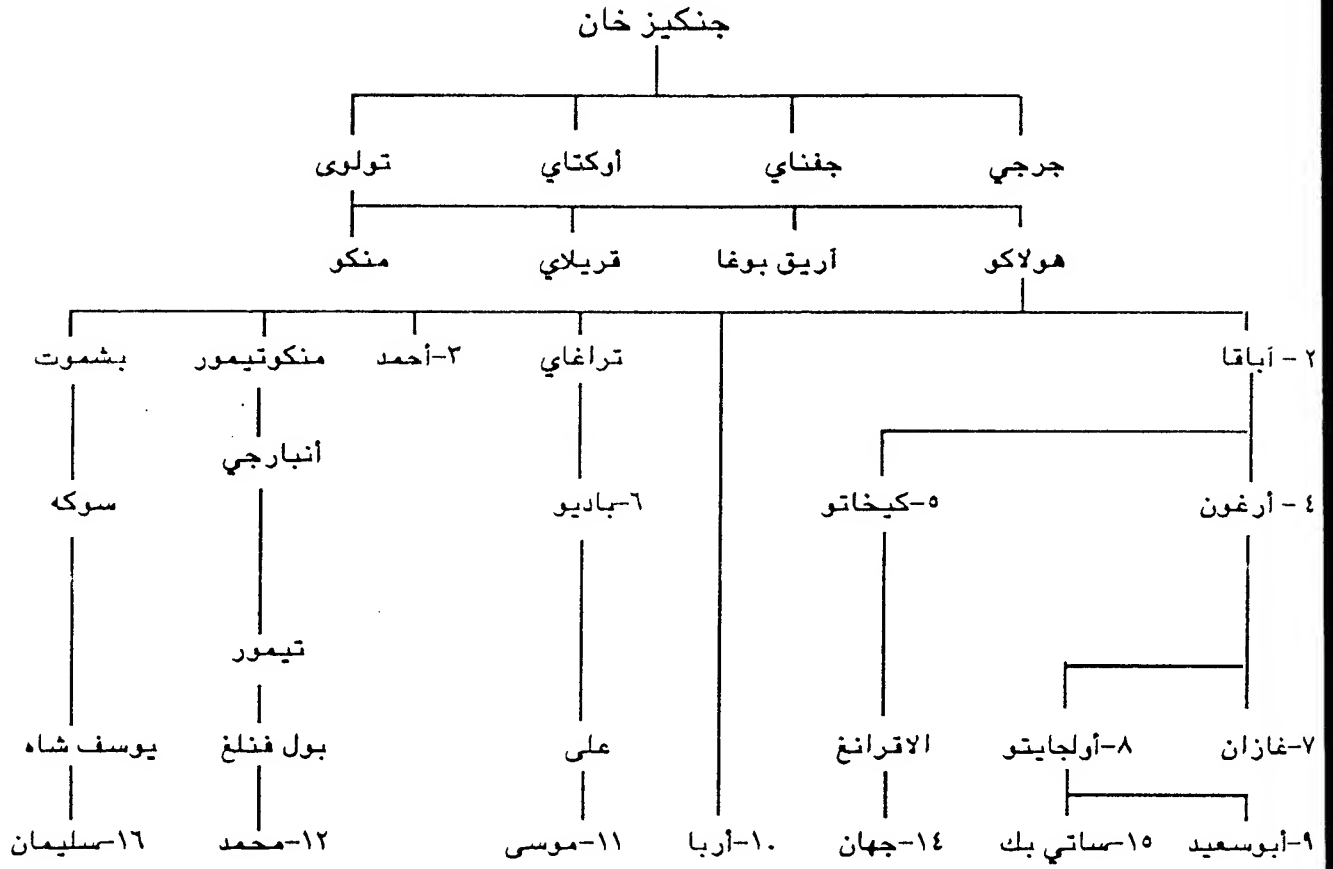 جنكيز خان
جرجي جفناي أوكتاي تولوى
هولاكو أريق بوغا قريلاي منكو
٢ - أباقا تراغاي ٣-أحمد منكوتيمور بشموت
أنبارجي
٤ - أرغون ٥-كيخاتو ٦-باديو سوكه
تيمور
٧-غازان ٨-أولجايتو الاقرانغ على بول فنلغ يوسف شاه
٩-أبوسعيد ١٥-ساتي بك ١٤-جهان ١٠-أربا ١١-موسى ١٢-محمد ١٦-سليمان